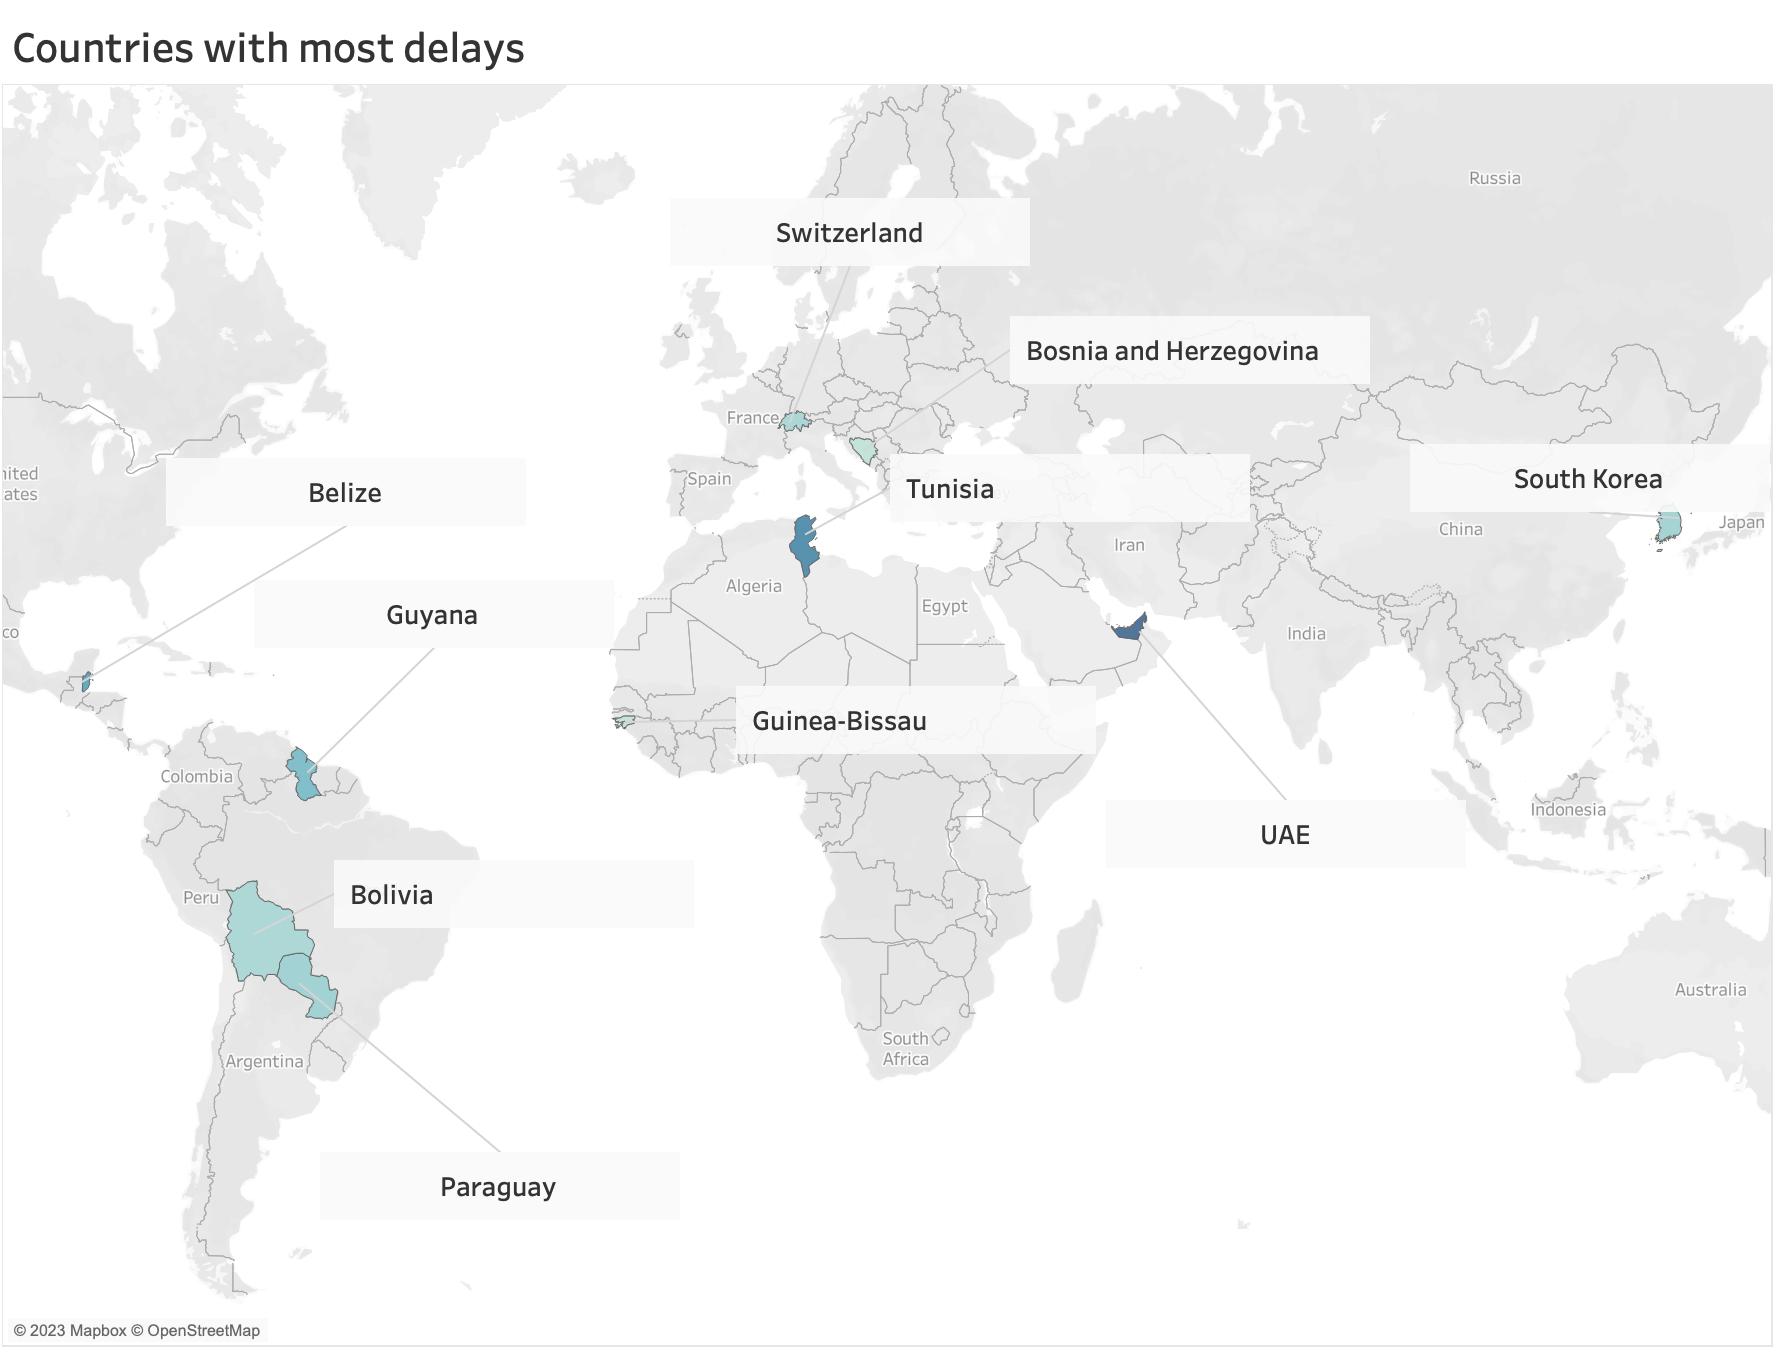 Countries with most delays
Russia
Switzerland
Bosnia and Herzegovina
France
Spain
nited
ates
Belize
Tunisia
South Korea
Japan
China
Iran
Algeria
Egypt
Guyana
India
co
Guinea-Bissau
Colombia
Indonesia
UAE
Peru
Bolivia
Australia
South
Africa
Argentina
Paraguay
© 2023 Mapbox © OpenStreetMap